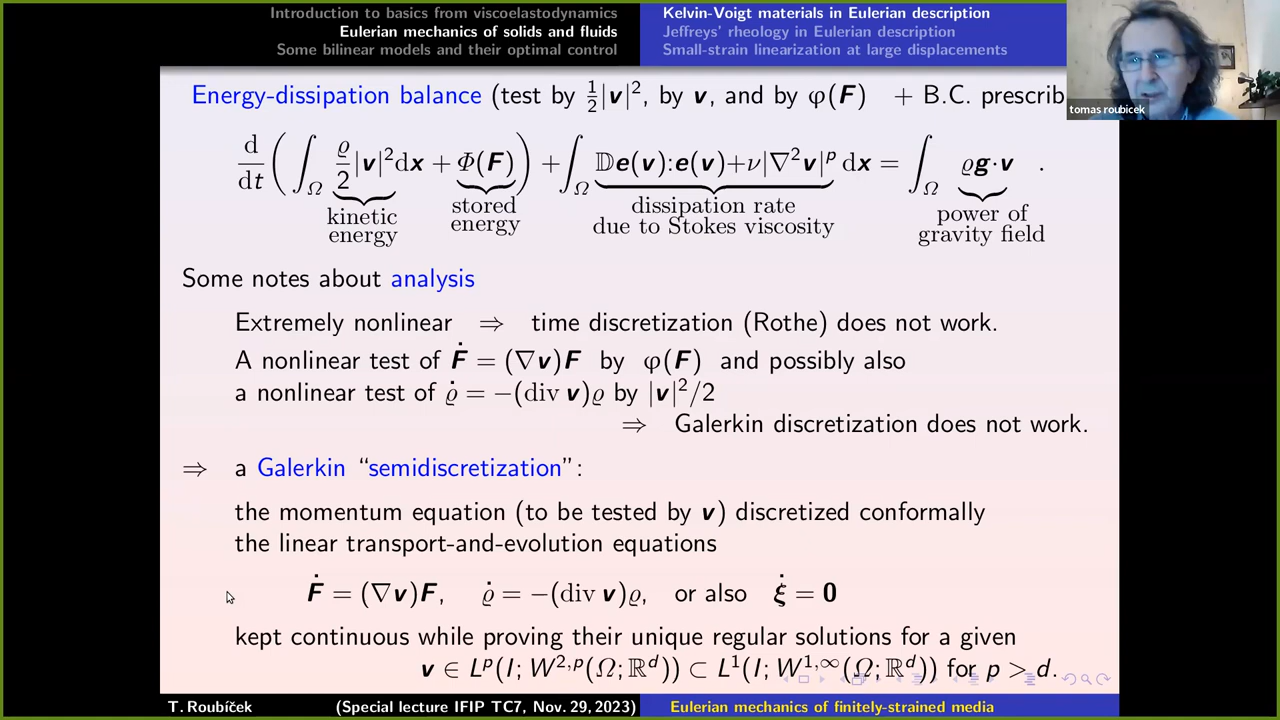 Introduction to basics from viscoelastodynamics
Eulerian mechanics of solids and fluids
Some bilinear models and their optimal control
Kelvin-Voigt materials in Eulerian description
Jeffreys' rheology in Eulerian description
Small-strain linearization at large displacements
tomas roubicek
Energy-dissipation balance (test by ½|v|², by v, and by φ(F) + B.C. prescrib
d/dt ( ∫_Ω ϱ/2 |v|² dx + Φ(F) ) + ∫_Ω 𝔻e(v):e(v)+ν|∇²v|^p dx = ∫_Ω ϱg·v .
kinetic energy
stored energy
dissipation rate due to Stokes viscosity
power of gravity field
Some notes about analysis
Extremely nonlinear ⇒ time discretization (Rothe) does not work.
A nonlinear test of Ḟ = (∇v)F by φ(F) and possibly also
a nonlinear test of ϱ̇ = −(div v)ϱ by |v|²/2
⇒ Galerkin discretization does not work.
⇒ a Galerkin “semidiscretization”:
the momentum equation (to be tested by v) discretized conformally
the linear transport-and-evolution equations
Ḟ = (∇v)F, ϱ̇ = −(div v)ϱ, or also ξ̇ = 0
kept continuous while proving their unique regular solutions for a given
v ∈ L^p(I; W^{2,p}(Ω; ℝ^d)) ⊂ L^1(I; W^{1,∞}(Ω; ℝ^d)) for p > d.
T. Roubíček (Special lecture IFIP TC7, Nov. 29, 2023) Eulerian mechanics of finitely-strained media